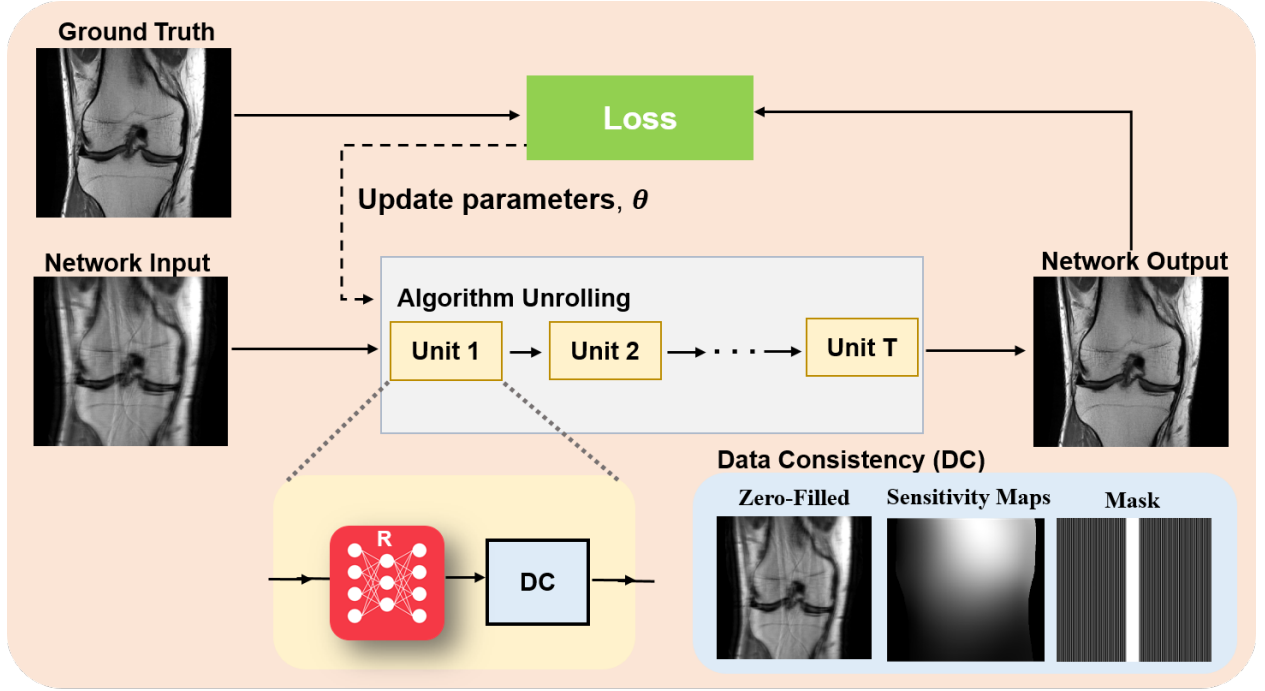 Ground Truth
Loss
Update parameters, θ
Network Input
Network Output
Algorithm Unrolling
Unit 1
Unit 2
. . .
Unit T
Data Consistency (DC)
Zero-Filled
Sensitivity Maps
Mask
R
DC